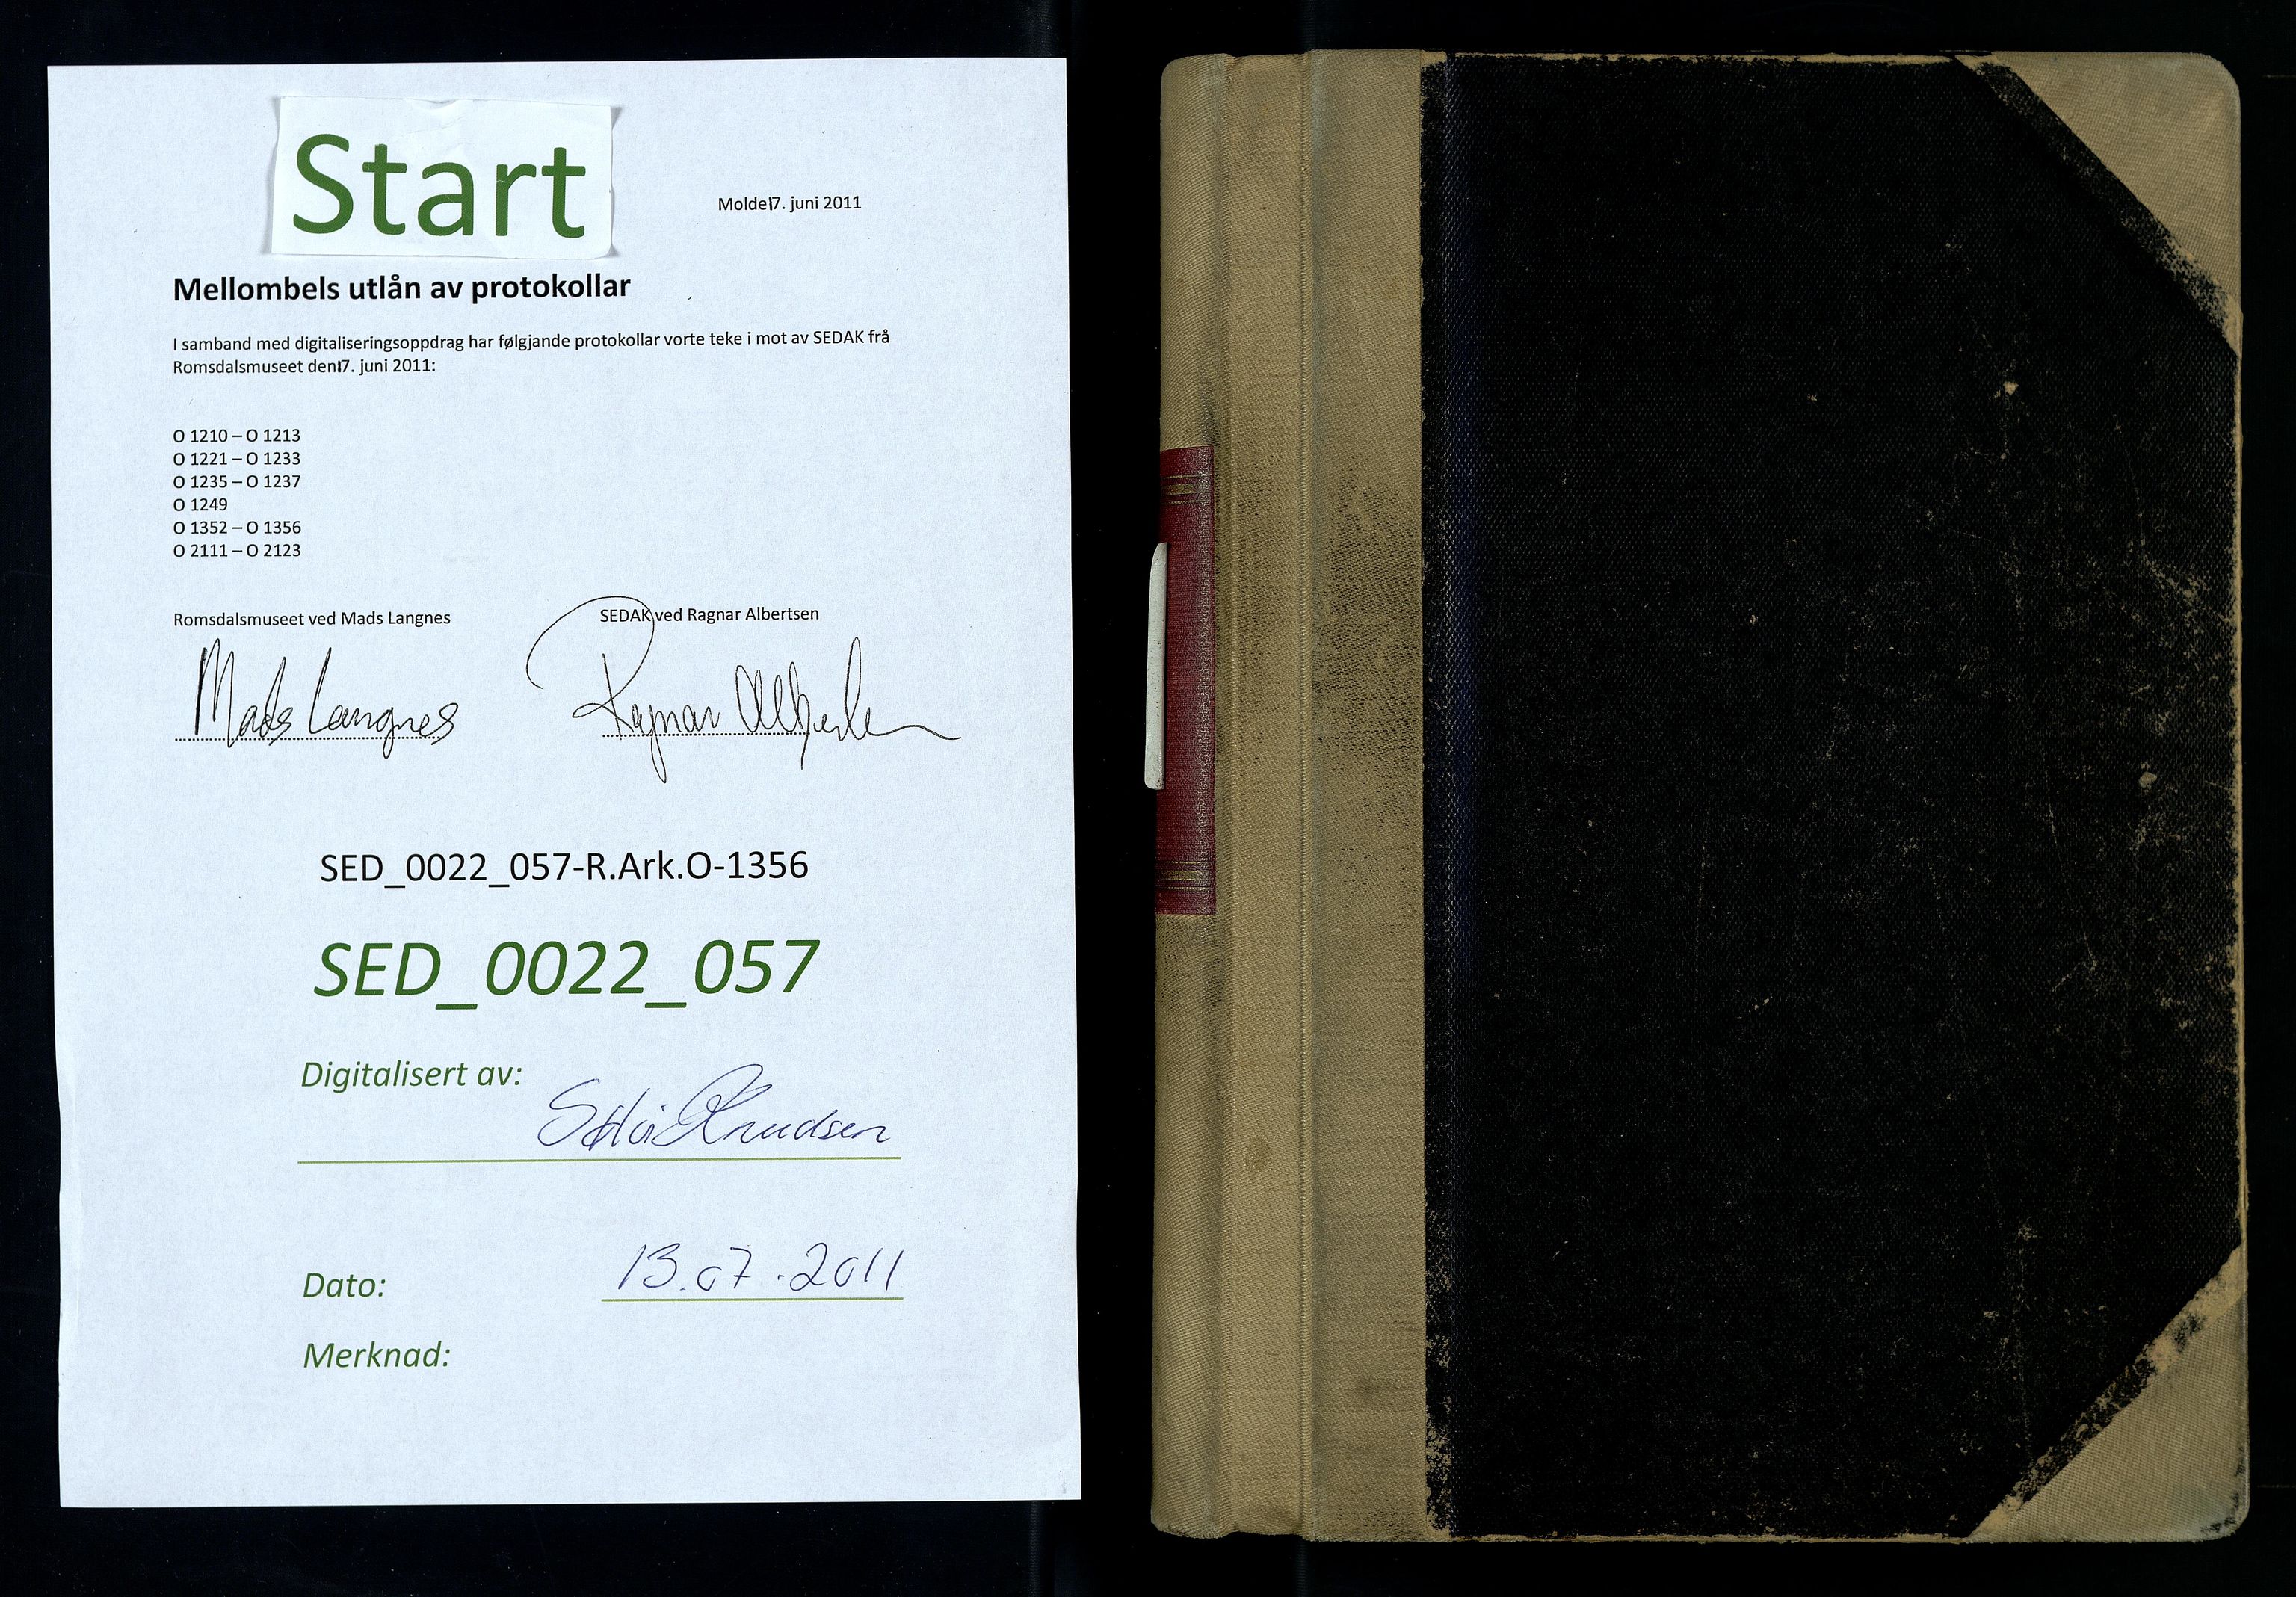 Start
Molde17. juni 2011
Mellombels utlån av protokollar
I samband med digitaliseringsoppdrag har følgjande protokollar vorte teke i mot av SEDAK frå
Romsdalsmuseet den17. juni 2011:
O 1210 – O 1213
O 1221 – O 1233
O 1235 – O 1237
O 1249
O 1352 – O 1356
O 2111 – O 2123
Romsdalsmuseet ved Mads Langnes
SEDAK ved Ragnar Albertsen
Mads Langnes
Ragnar Albertsen
SED_0022_057-R.Ark.O-1356
SED_0022_057
Digitalisert av:
Knudsen
Dato:
13.07.2011
Merknad: